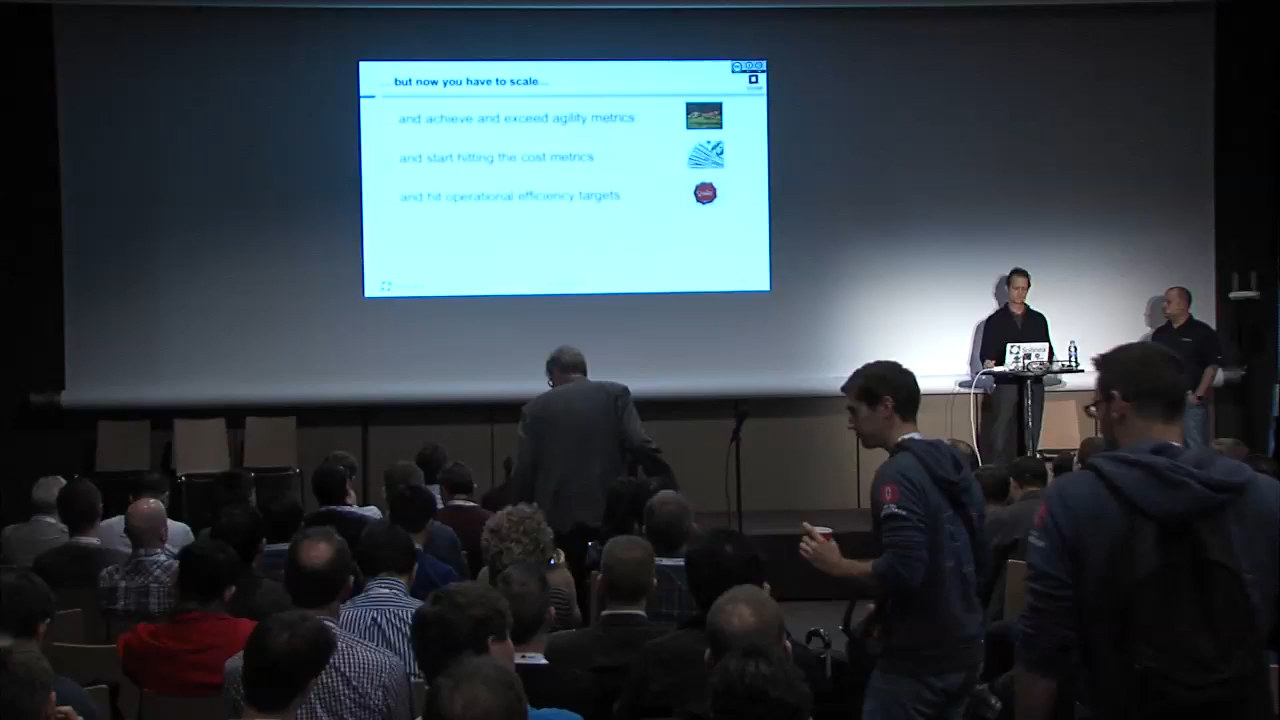 but now you have to scale...
and achieve and exceed agility metrics
and start hitting the cost metrics
and hit operational efficiency targets
Solinea